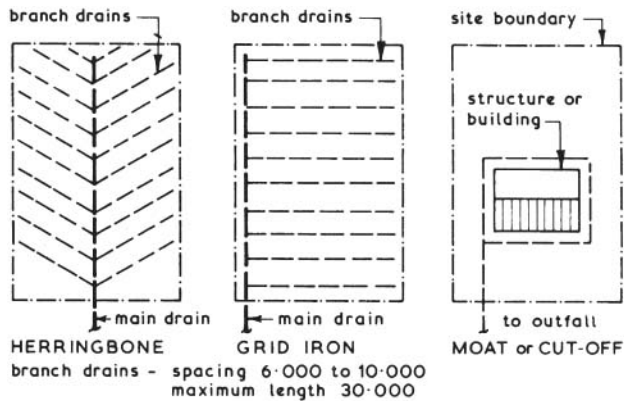 branch drains
branch drains
site boundary
structure or
building
main drain
main drain
to outfall
HERRINGBONE
GRID IRON
MOAT or CUT-OFF
branch drains - spacing 6·000 to 10·000
maximum length 30·000